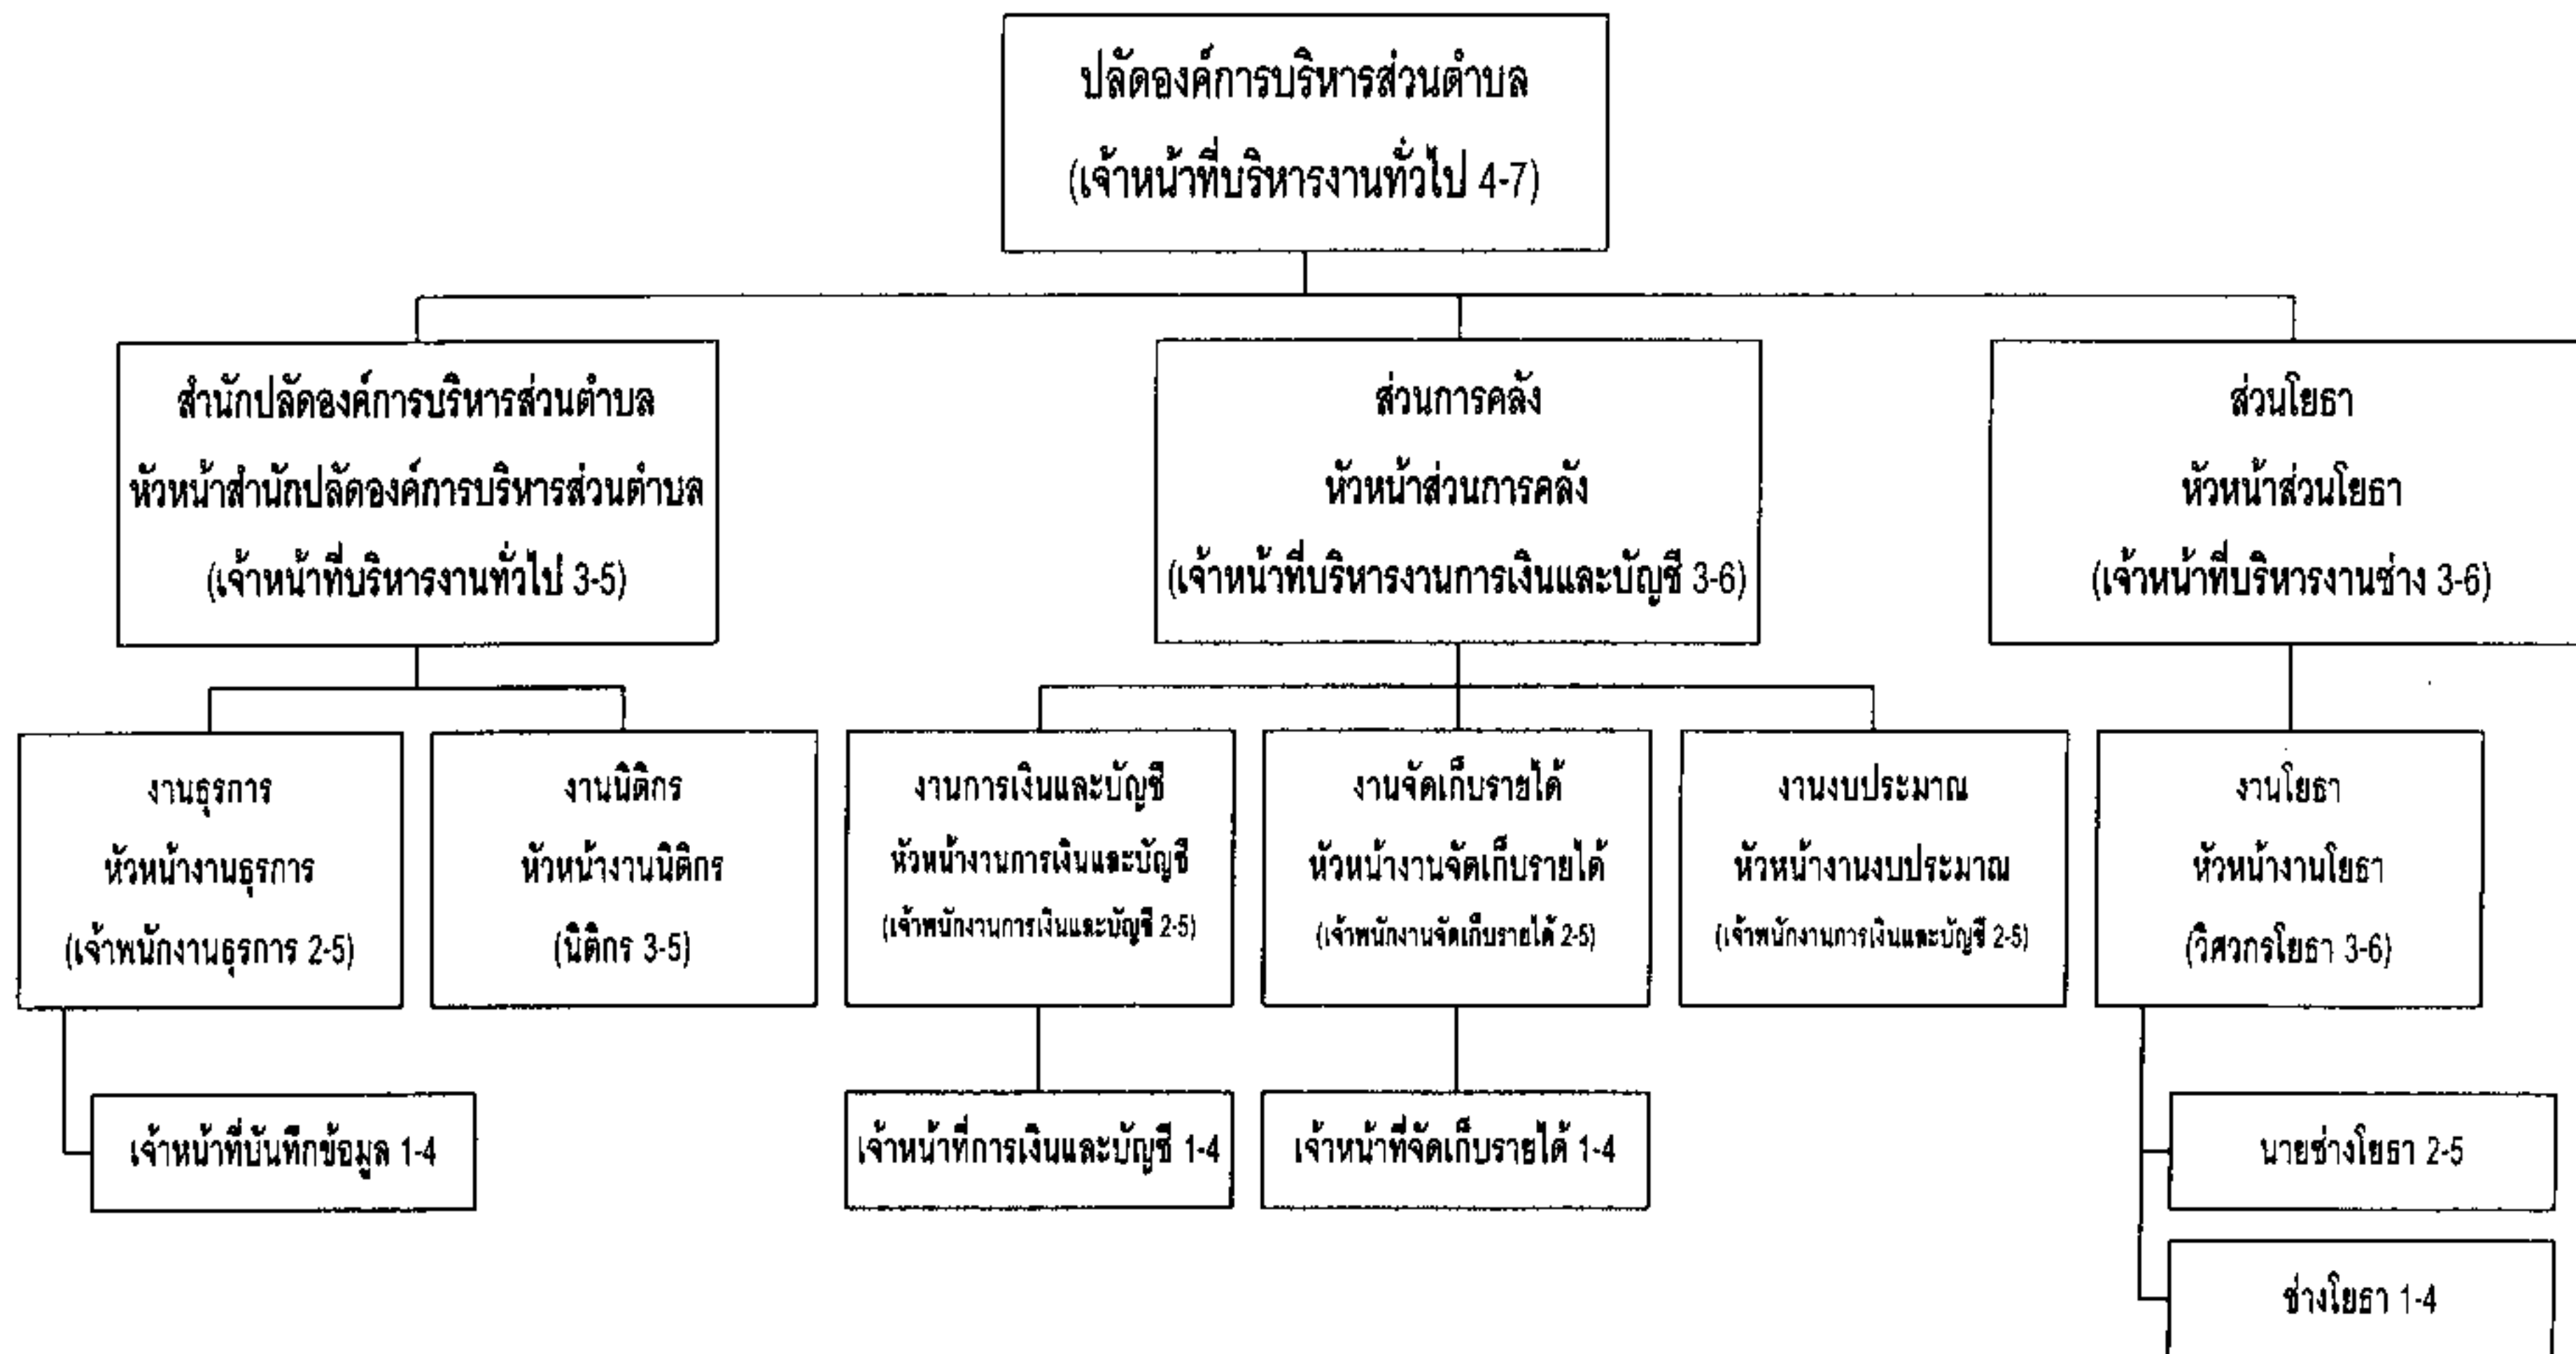 ปลัดองค์การบริหารส่วนตำบล
(เจ้าหน้าที่บริหารงานทั่วไป 4-7)
สำนักปลัดองค์การบริหารส่วนตำบล
หัวหน้าสำนักปลัดองค์การบริหารส่วนตำบล
(เจ้าหน้าที่บริหารงานทั่วไป 3-5)
ส่วนการคลัง
หัวหน้าส่วนการคลัง
(เจ้าหน้าที่บริหารงานการเงินและบัญชี 3-6)
ส่วนโยธา
หัวหน้าส่วนโยธา
(เจ้าหน้าที่บริหารงานช่าง 3-6)
งานธุรการ
หัวหน้างานธุรการ
(เจ้าพนักงานธุรการ 2-5)
งานนิติกร
หัวหน้างานนิติกร
(นิติกร 3-5)
งานการเงินและบัญชี
หัวหน้างานการเงินและบัญชี
(เจ้าพนักงานการเงินและบัญชี 2-5)
งานจัดเก็บรายได้
หัวหน้างานจัดเก็บรายได้
(เจ้าพนักงานจัดเก็บรายได้ 2-5)
งานงบประมาณ
หัวหน้างานงบประมาณ
(เจ้าพนักงานการเงินและบัญชี 2-5)
งานโยธา
หัวหน้างานโยธา
(วิศวกรโยธา 3-6)
เจ้าหน้าที่บันทึกข้อมูล 1-4
เจ้าหน้าที่การเงินและบัญชี 1-4
เจ้าหน้าที่จัดเก็บรายได้ 1-4
นายช่างโยธา 2-5
ช่างโยธา 1-4